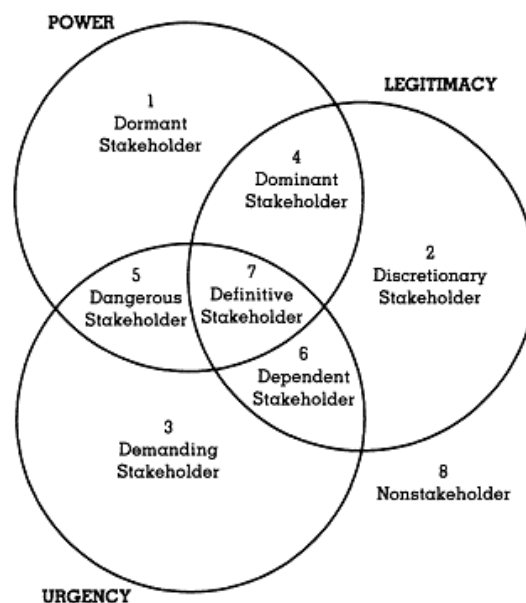 POWER
LEGITIMACY
1
Dormant
Stakeholder
4
Dominant
Stakeholder
2
Discretionary
Stakeholder
5
Dangerous
Stakeholder
7
Definitive
Stakeholder
6
Dependent
Stakeholder
3
Demanding
Stakeholder
8
Nonstakeholder
URGENCY